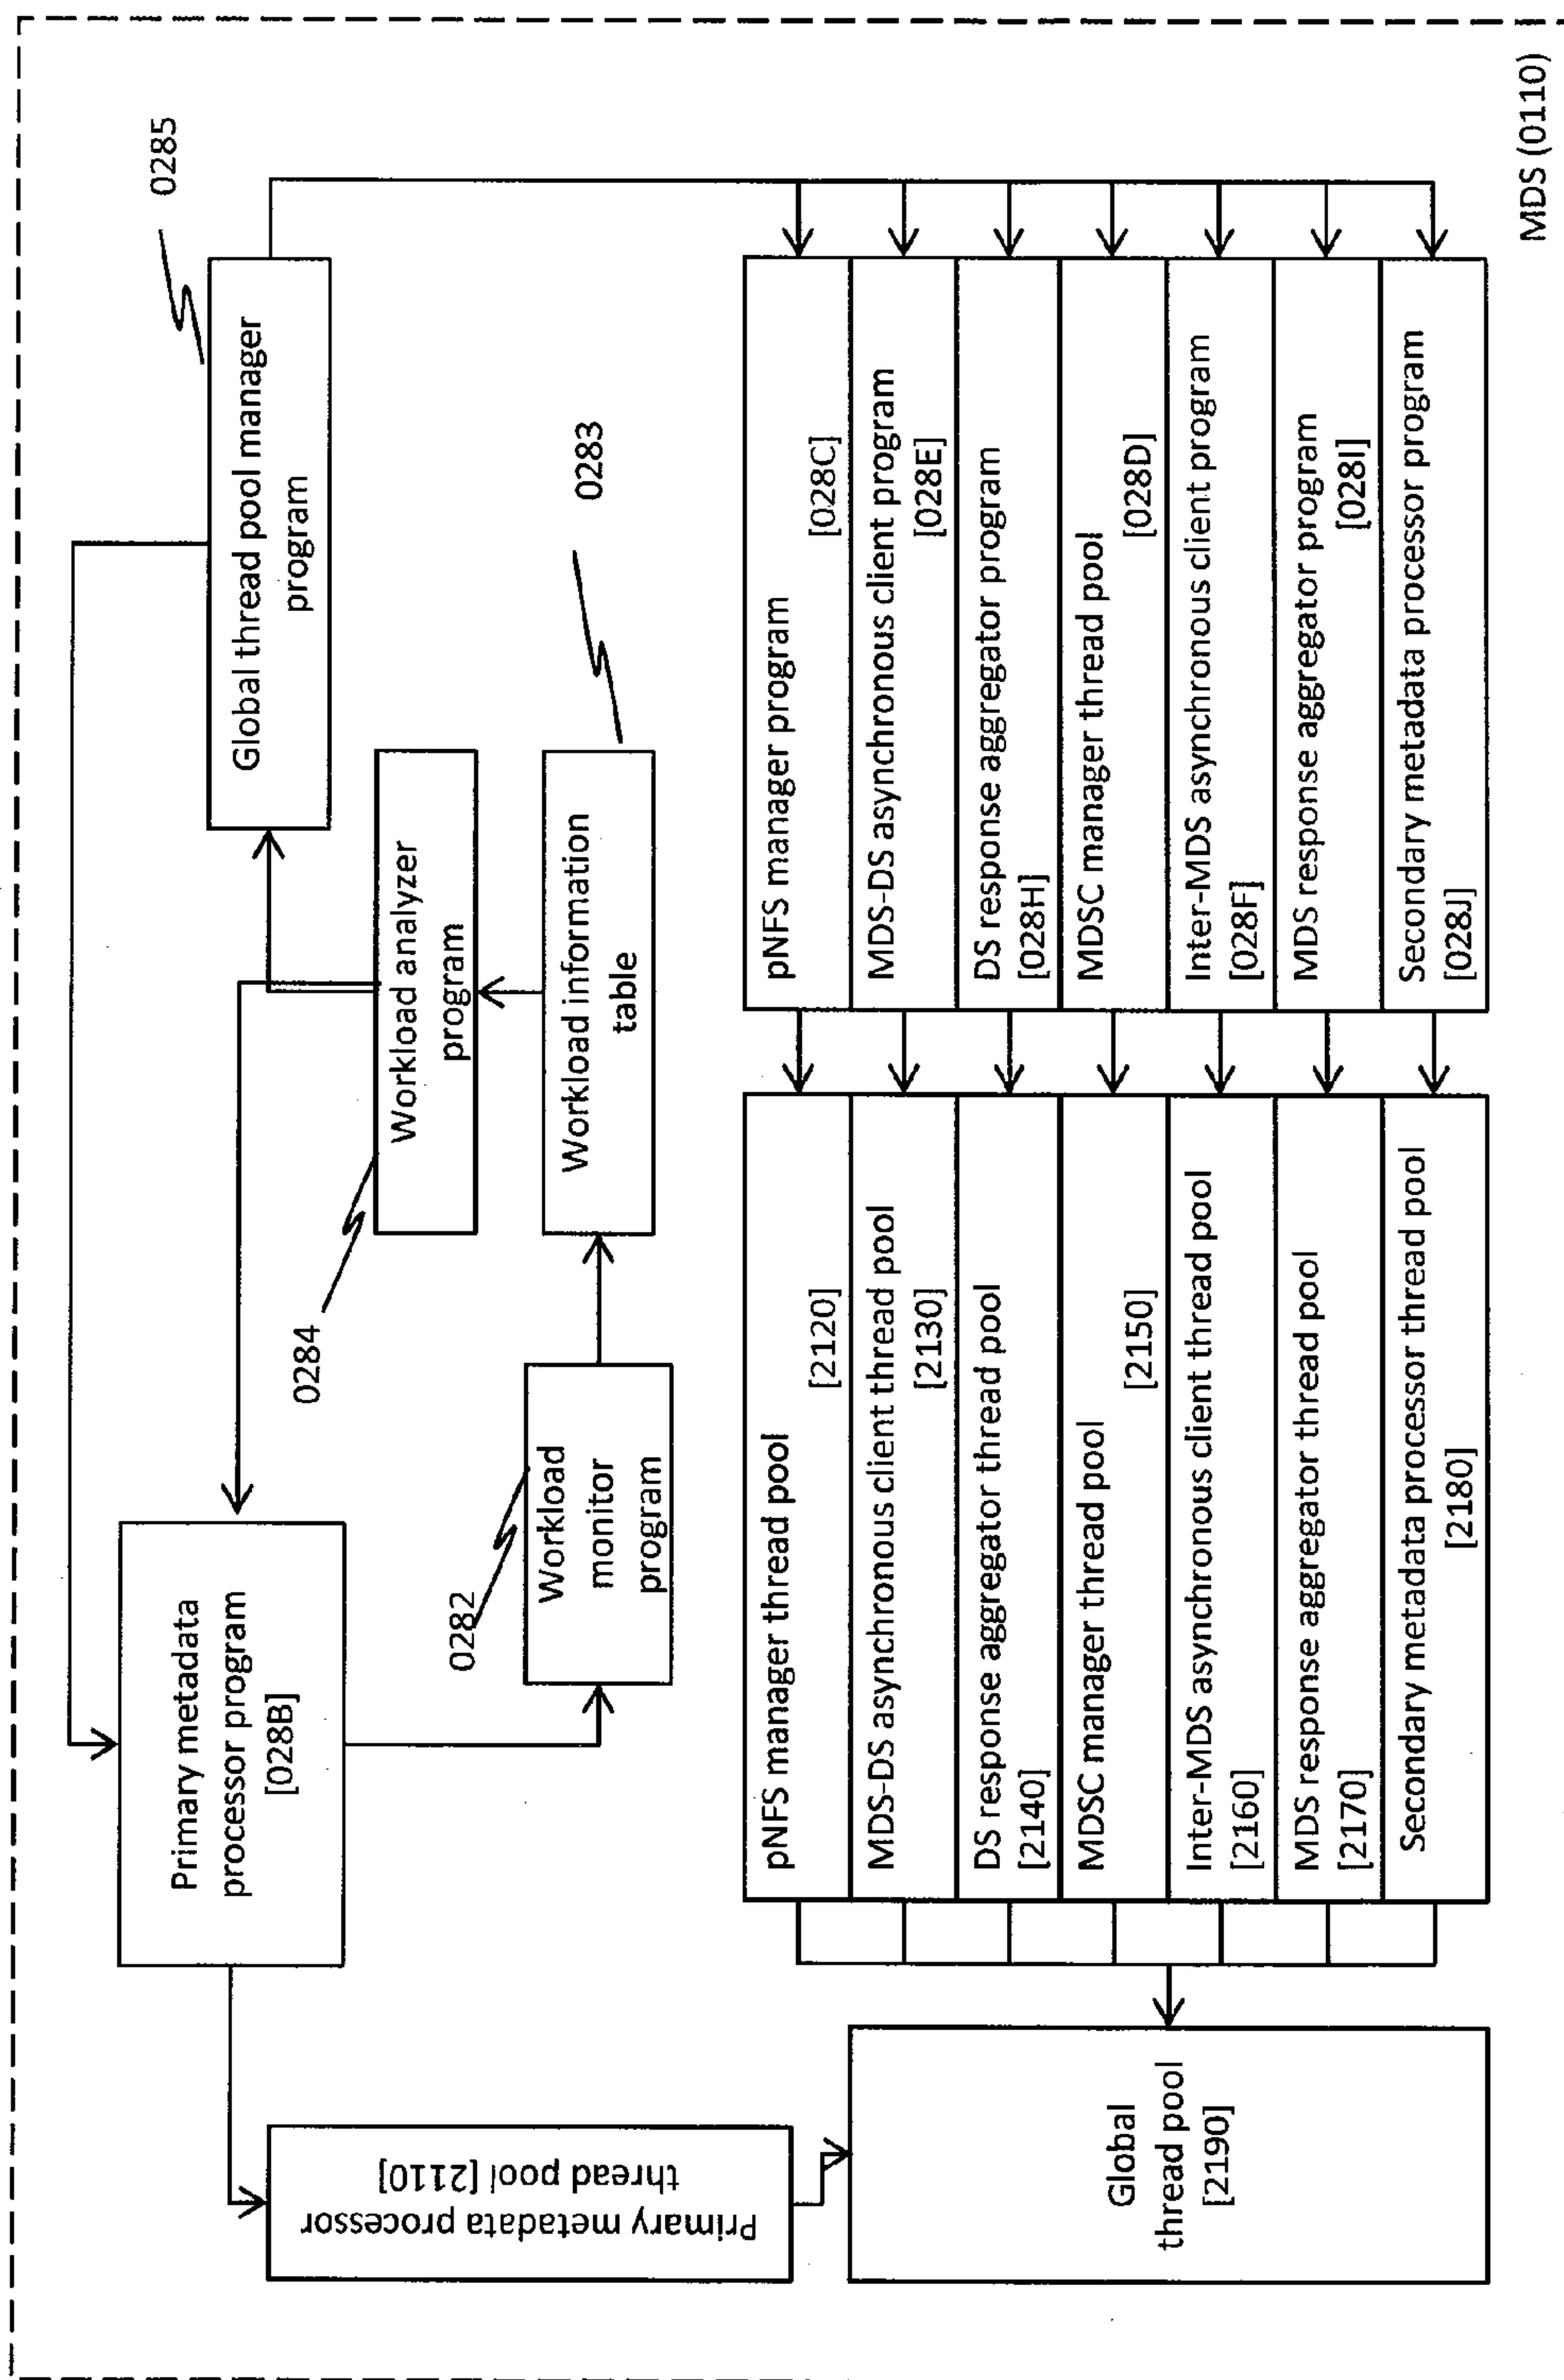 Primary metadata
processor program
[028B]
0284
0282
Workload
monitor
program
Workload analyzer
program
Workload information
table
0283
Global thread pool manager
program
0285
Primary metadata processor
thread pool [2110]
Global
thread pool
[2190]
pNFS manager thread pool
[2120]
MDS-DS asynchronous client thread pool
[2130]
DS response aggregator thread pool
[2140]
MDSC manager thread pool
[2150]
Inter-MDS asynchronous client thread pool
[2160]
MDS response aggregator thread pool
[2170]
Secondary metadata processor thread pool
[2180]
pNFS manager program
[028C]
MDS-DS asynchronous client program
[028E]
DS response aggregator program
[028H]
MDSC manager thread pool
[028D]
Inter-MDS asynchronous client program
[028F]
MDS response aggregator program
[028I]
Secondary metadata processor program
[028J]
MDS (0110)